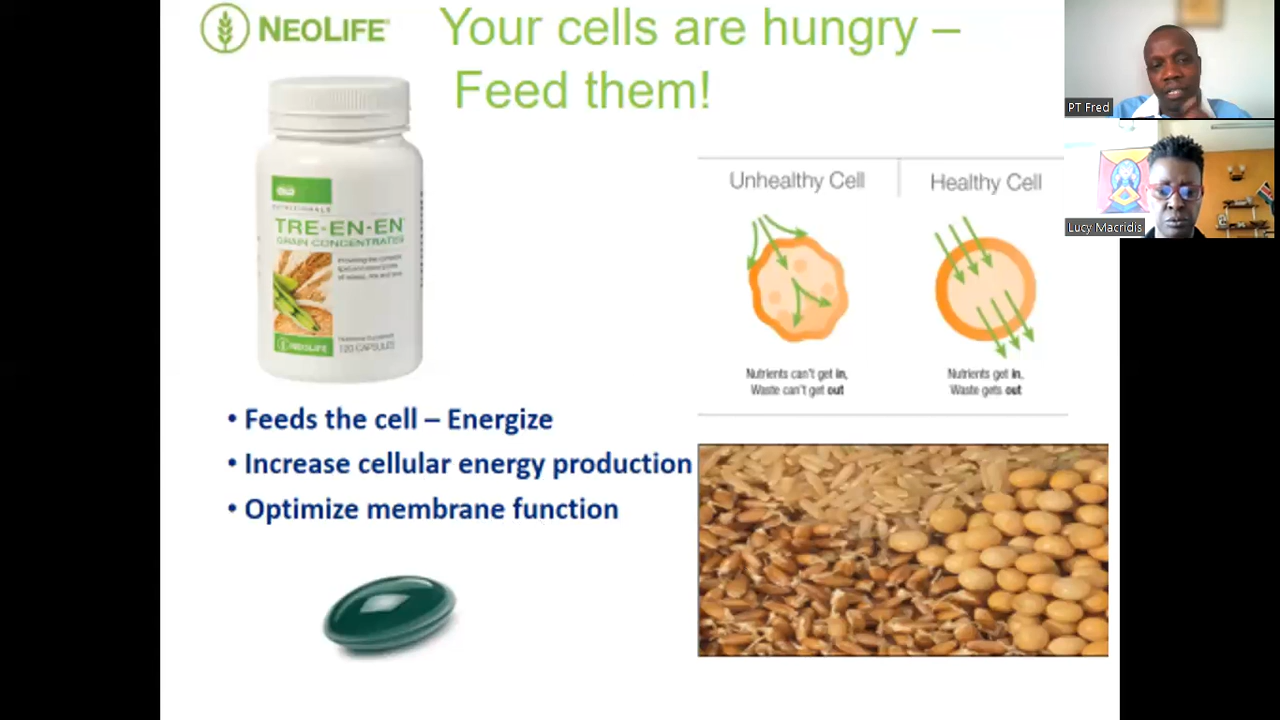 NEOLIFE
Your cells are hungry –
Feed them!
TRE-EN-EN
GRAIN CONCENTRATES
NEOLIFE
120 CAPSULES
• Feeds the cell – Energize
• Increase cellular energy production
• Optimize membrane function
Unhealthy Cell
Healthy Cell
Nutrients can't get in,
Waste can't get out
Nutrients get in,
Waste gets out
PT Fred
Lucy Macridis